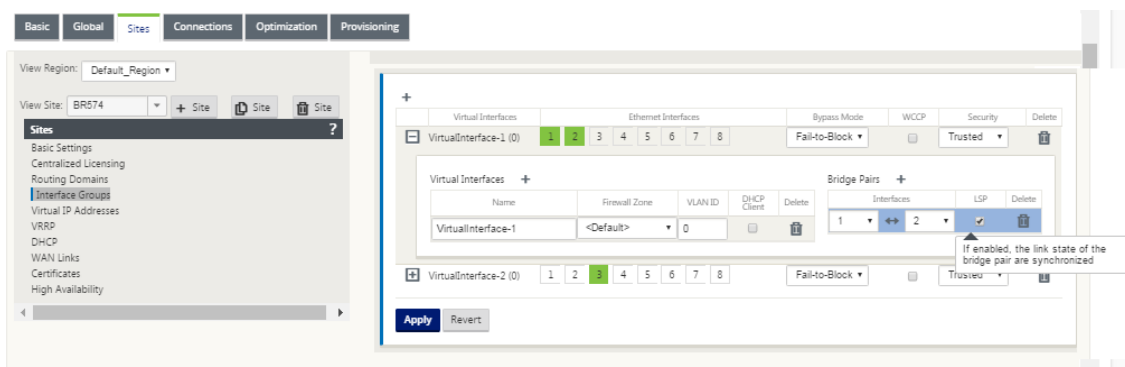 Basic Global Sites Connections Optimization Provisioning
View Region: Default_Region
View Site: BR574 + Site Site Site
Sites ?
Basic Settings
Centralized Licensing
Routing Domains
Interface Groups
Virtual IP Addresses
VRRP
DHCP
WAN Links
Certificates
High Availability
+
Virtual Interfaces Ethernet Interfaces Bypass Mode WCCP Security Delete
VirtualInterface-1 (0) 1 2 3 4 5 6 7 8 Fail-to-Block Trusted
Virtual Interfaces + Bridge Pairs +
Name Firewall Zone VLAN ID DHCP Client Delete Interfaces LSP Delete
VirtualInterface-1 <Default> 0 1 2
If enabled, the link state of the
bridge pair are synchronized
VirtualInterface-2 (0) 1 2 3 4 5 6 7 8 Fail-to-Block Trusted
Apply Revert